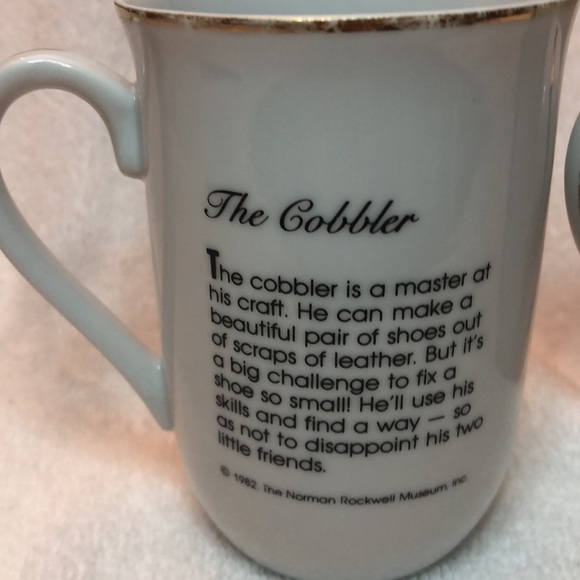 The Cobbler
The cobbler is a master at
his craft. He can make a
beautiful pair of shoes out
of scraps of leather. But it's
a big challenge to fix a
shoe so small! He'll use his
skills and find a way — so
as not to disappoint his two
little friends.
© 1982. The Norman Rockwell Museum, Inc.